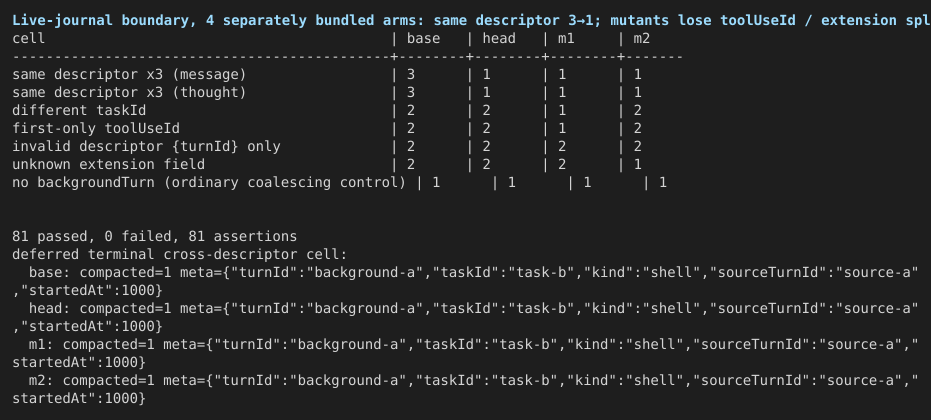 Live-journal boundary, 4 separately bundled arms: same descriptor 3→1; mutants lose toolUseId / extension spl
cell                                          | base   | head   | m1     | m2
----------------------------------------------+--------+--------+--------+-------
same descriptor x3 (message)                  | 3      | 1      | 1      | 1
same descriptor x3 (thought)                  | 3      | 1      | 1      | 1
different taskId                              | 2      | 2      | 1      | 2
first-only toolUseId                          | 2      | 2      | 1      | 2
invalid descriptor {turnId} only              | 2      | 2      | 2      | 2
unknown extension field                       | 2      | 2      | 2      | 1
no backgroundTurn (ordinary coalescing control) | 1      | 1      | 1      | 1
81 passed, 0 failed, 81 assertions
deferred terminal cross-descriptor cell:
  base: compacted=1 meta={"turnId":"background-a","taskId":"task-b","kind":"shell","sourceTurnId":"source-a"
,"startedAt":1000}
  head: compacted=1 meta={"turnId":"background-a","taskId":"task-b","kind":"shell","sourceTurnId":"source-a"
,"startedAt":1000}
  m1: compacted=1 meta={"turnId":"background-a","taskId":"task-b","kind":"shell","sourceTurnId":"source-a","
startedAt":1000}
  m2: compacted=1 meta={"turnId":"background-a","taskId":"task-b","kind":"shell","sourceTurnId":"source-a","
startedAt":1000}